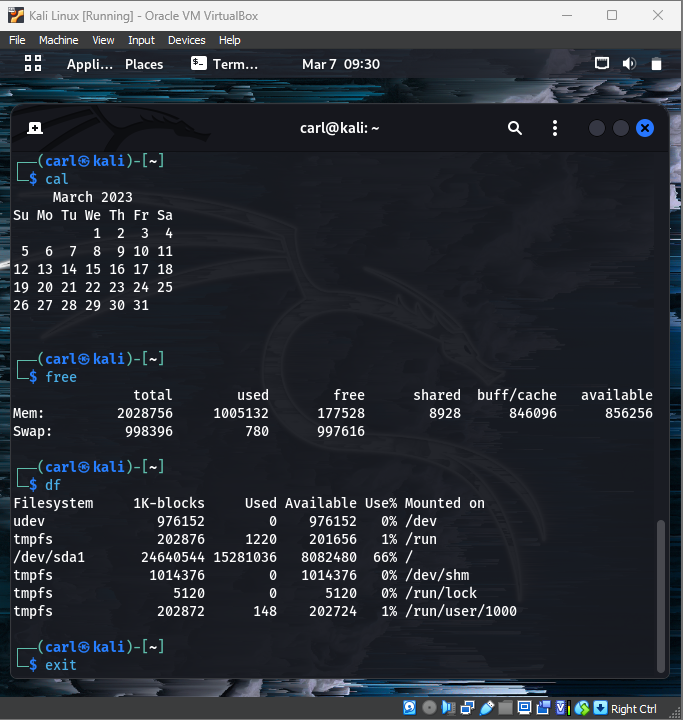 Kali Linux [Running] - Oracle VM VirtualBox
File Machine View Input Devices Help
Appli... Places Term... Mar 7 09:30
carl@kali: ~
┌──(carl㉿kali)-[~]
└─$ cal
     March 2023
Su Mo Tu We Th Fr Sa
          1  2  3  4
 5  6  7  8  9 10 11
12 13 14 15 16 17 18
19 20 21 22 23 24 25
26 27 28 29 30 31
┌──(carl㉿kali)-[~]
└─$ free
               total        used        free      shared  buff/cache   available
Mem:         2028756     1005132      177528        8928      846096      856256
Swap:         998396         780      997616
┌──(carl㉿kali)-[~]
└─$ df
Filesystem     1K-blocks     Used Available Use% Mounted on
udev              976152        0    976152   0% /dev
tmpfs             202876     1220    201656   1% /run
/dev/sda1       24640544 15281036   8082480  66% /
tmpfs            1014376        0   1014376   0% /dev/shm
tmpfs               5120        0      5120   0% /run/lock
tmpfs             202872      148    202724   1% /run/user/1000
┌──(carl㉿kali)-[~]
└─$ exit
Right Ctrl